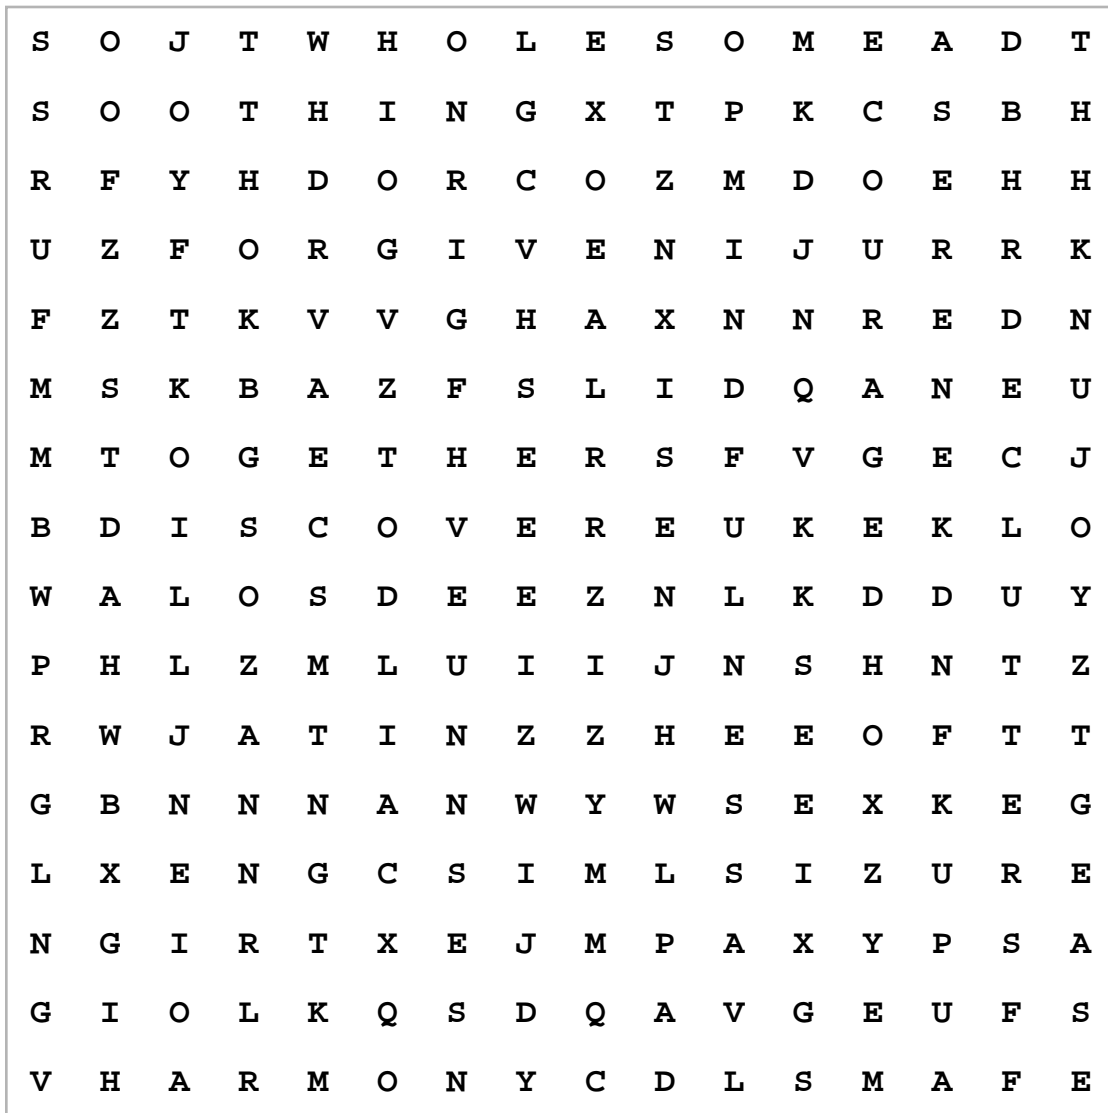 S O J T W H O L E S O M E A D T
S O O T H I N G X T P K C S B H
R F Y H D O R C O Z M D O E H H
U Z F O R G I V E N I J U R R K
F Z T K V V G H A X N N R E D N
M S K B A Z F S L I D Q A N E U
M T O G E T H E R S F V G E C J
B D I S C O V E R E U K E K L O
W A L O S D E E Z N L K D D U Y
P H L Z M L U I I J N S H N T Z
R W J A T I N Z Z H E E O F T T
G B N N N A N W Y W S E X K E G
L X E N G C S I M L S I Z U R E
N G I R T X E J M P A X Y P S A
G I O L K Q S D Q A V G E U F S
V H A R M O N Y C D L S M A F E